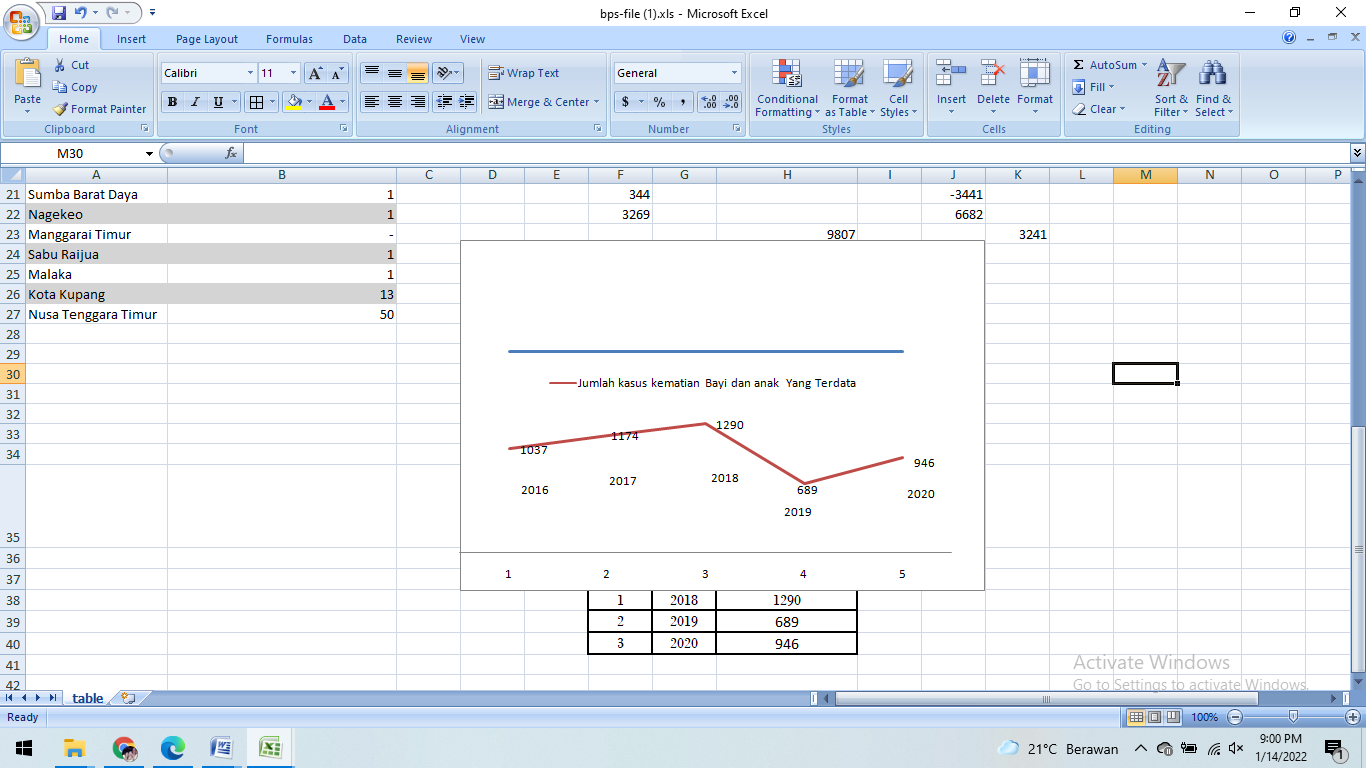 bps-file (1).xls - Microsoft Excel
Home Insert Page Layout Formulas Data Review View
Paste
Cut
Copy
Format Painter
Clipboard
Calibri 11
B I U
Font
Wrap Text
Merge & Center
Alignment
General
$ % ,
Number
Conditional Formatting
Format as Table
Cell Styles
Styles
Insert Delete Format
Cells
Σ AutoSum
Fill
Clear
Sort & Filter
Find & Select
Editing
M30 fx
A B C D E F G H I J K L M N O P
21 Sumba Barat Daya 1 344 -3441
22 Nagekeo 1 3269 6682
23 Manggarai Timur - 9807 3241
24 Sabu Raijua 1
25 Malaka 1
26 Kota Kupang 13
27 Nusa Tenggara Timur 50
28
29
30
31
32
33
34
35
36
37
Jumlah kasus kematian Bayi dan anak Yang Terdata
1037 1174 1290 689 946
2016 2017 2018 2019 2020
1 2 3 4 5
38 1 2018 1290
39 2 2019 689
40 3 2020 946
41
42
Activate Windows
Go to Settings to activate Windows.
table
Ready 100%
21°C Berawan
9:00 PM
1/14/2022
1